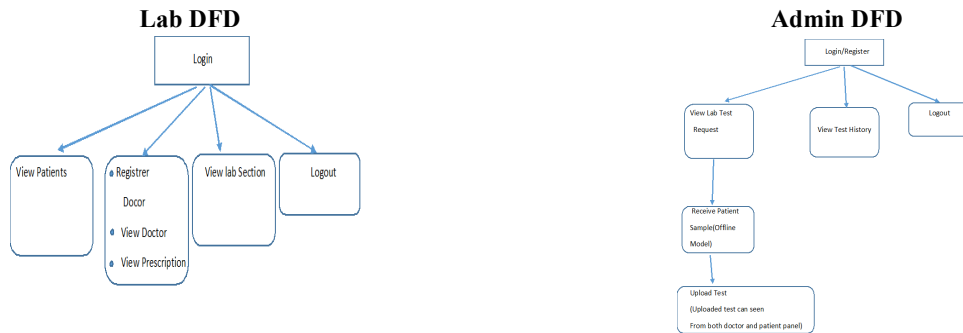 Lab DFD
Login
View Patients
Registrer
Docor
View Doctor
View Prescription
View lab Section
Logout
Admin DFD
Login/Register
View Lab Test
Request
View Test History
Logout
Receive Patient
Sample(Offline
Model)
Upload Test
(Uploaded test can seen
From both doctor and patient panel)